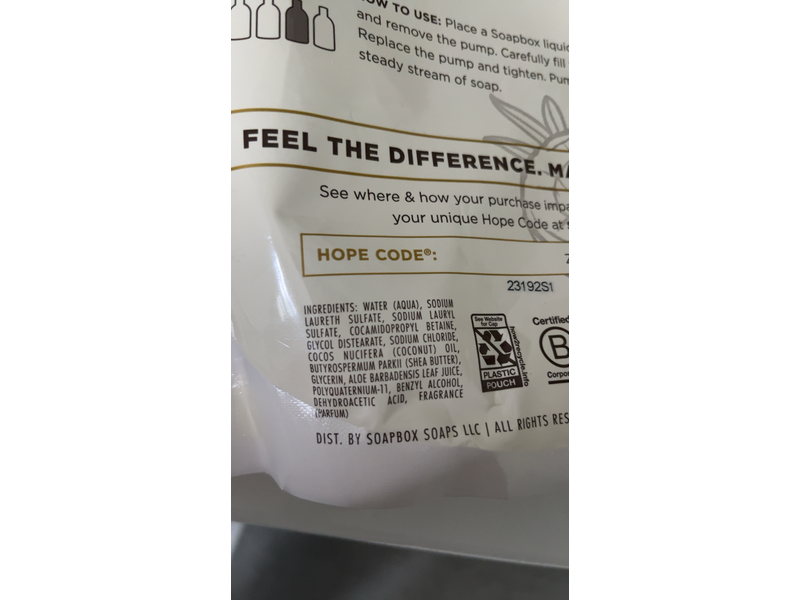 OW TO USE: Place a Soapbox liquid
and remove the pump. Carefully fill
Replace the pump and tighten. Pum
steady stream of soap.
FEEL THE DIFFERENCE. MA
See where & how your purchase impa
your unique Hope Code at
HOPE CODE®:
23192S1
INGREDIENTS: WATER (AQUA), SODIUM
LAURETH SULFATE, SODIUM LAURYL
SULFATE, COCAMIDOPROPYL BETAINE,
GLYCOL DISTEARATE, SODIUM CHLORIDE,
COCOS NUCIFERA (COCONUT) OIL,
BUTYROSPERMUM PARKII (SHEA BUTTER),
GLYCERIN, ALOE BARBADENSIS LEAF JUICE,
POLYQUATERNIUM-11, BENZYL ALCOHOL,
DEHYDROACETIC ACID, FRAGRANCE
(PARFUM)
See Website
for Cap
PLASTIC
POUCH
how2recycle.info
Certified
B
Corpor
DIST. BY SOAPBOX SOAPS LLC | ALL RIGHTS RES